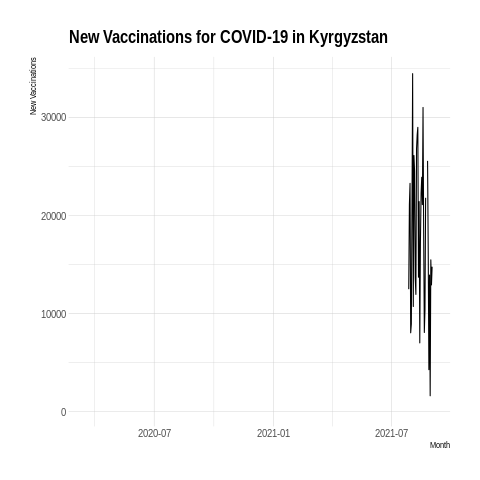 New Vaccinations for COVID-19 in Kyrgyzstan
New Vaccinations
30000
20000
10000
0
2020-07
2021-01
2021-07
Month